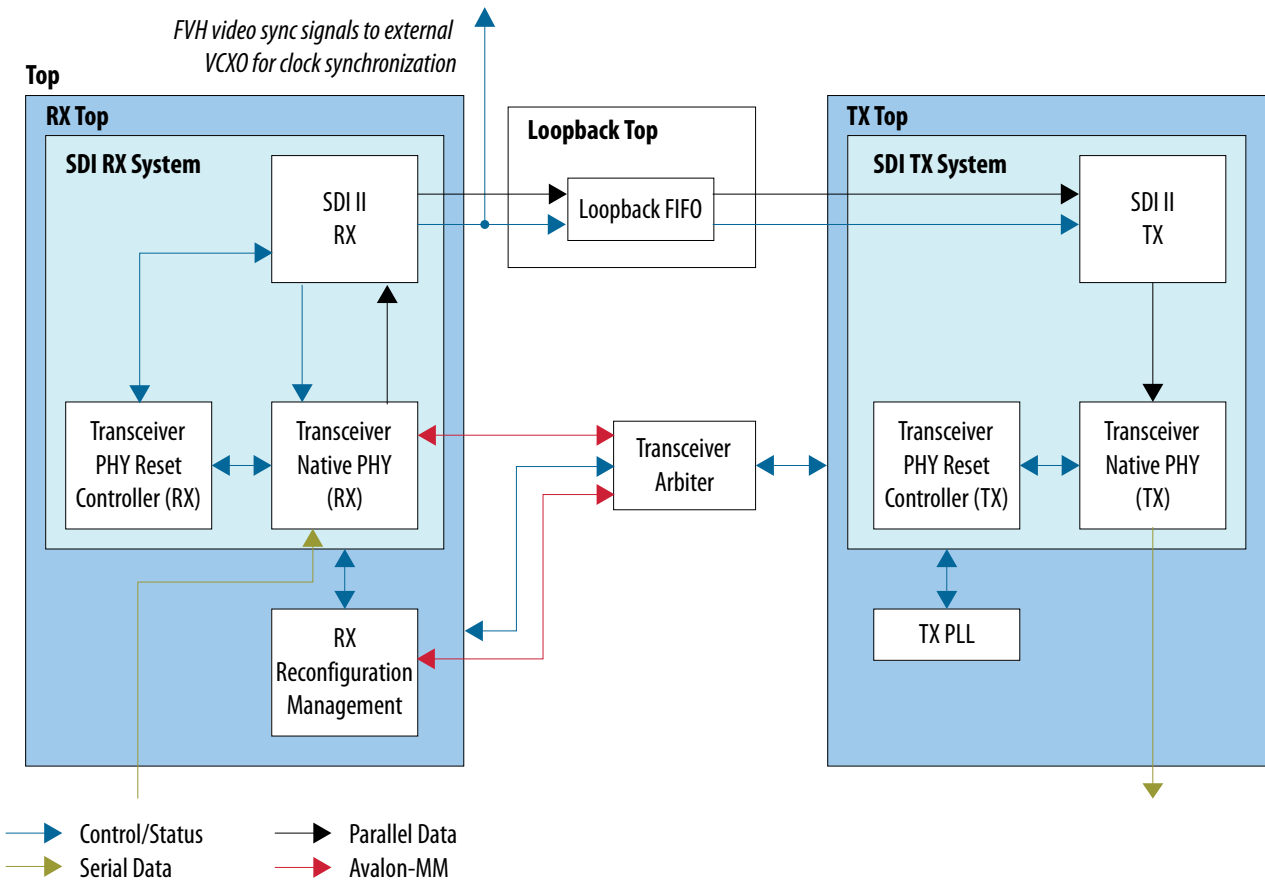 FVH video sync signals to external
VCXO for clock synchronization
Top
RX Top
SDI RX System
SDI II
RX
Transceiver
PHY Reset
Controller (RX)
Transceiver
Native PHY
(RX)
RX
Reconfiguration
Management
Loopback Top
Loopback FIFO
Transceiver
Arbiter
TX Top
SDI TX System
SDI II
TX
Transceiver
PHY Reset
Controller (TX)
Transceiver
Native PHY
(TX)
TX PLL
Control/Status
Serial Data
Parallel Data
Avalon-MM